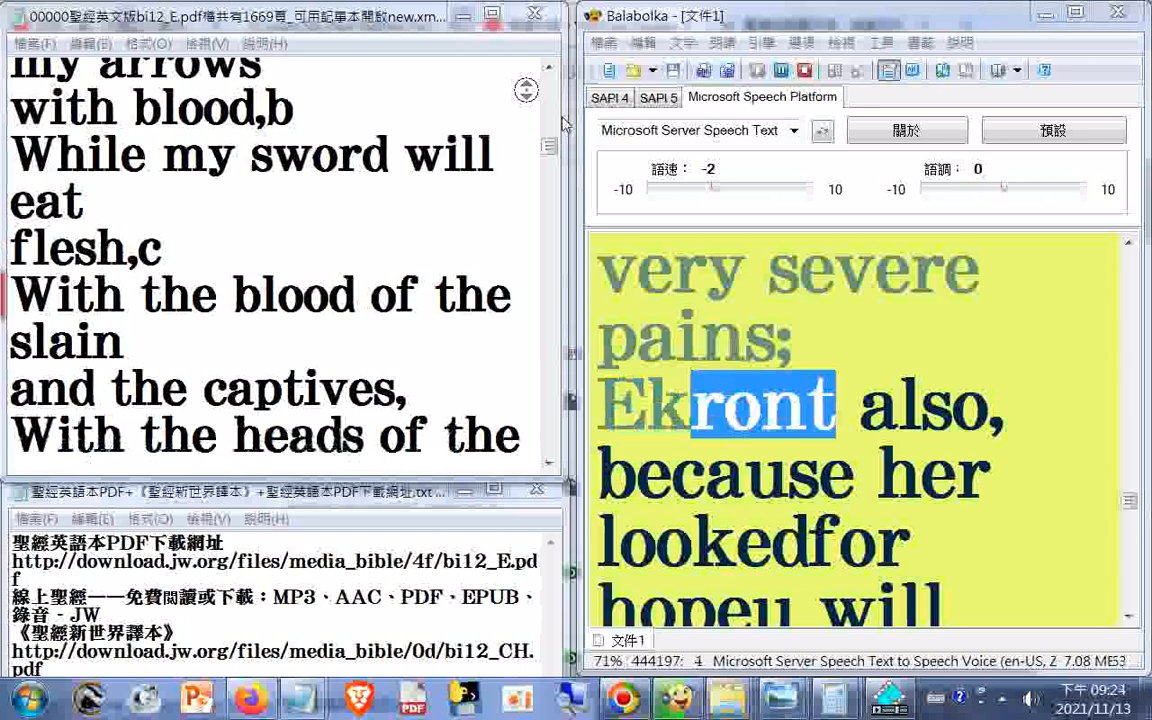 00000聖經英文版bi12_E.pdf檔共有1669頁_可用記事本開啟new.xm...
檔案(F) 編輯(E) 格式(O) 檢視(V) 說明(H)
my arrows
with blood,b
While my sword will
eat
flesh,c
With the blood of the
slain
and the captives,
With the heads of the
聖經英語本PDF+《聖經新世界譯本》+聖經英語本PDF下載網址.txt ...
檔案(F) 編輯(E) 格式(O) 檢視(V) 說明(H)
聖經英語本PDF下載網址
http://download.jw.org/files/media_bible/4f/bi12_E.pd
f
線上聖經——免費閱讀或下載：MP3、AAC、PDF、EPUB、
錄音 - JW
《聖經新世界譯本》
http://download.jw.org/files/media_bible/0d/bi12_CH.
pdf
Balabolka - [文件1]
檔案 編輯 文字 朗讀 引擎 選項 檢視 工具 書籤 說明
SAPI 4 SAPI 5 Microsoft Speech Platform
Microsoft Server Speech Text 關於 預設
語速： -2 語調： 0
-10 10 -10 10
very severe
pains;
Ekront also,
because her
lookedfor
hopeu will
文件1
71% 444197: 4 Microsoft Server Speech Text to Speech Voice (en-US, Z 7.08 ME53
PDF
下午 09:24
2021/11/13